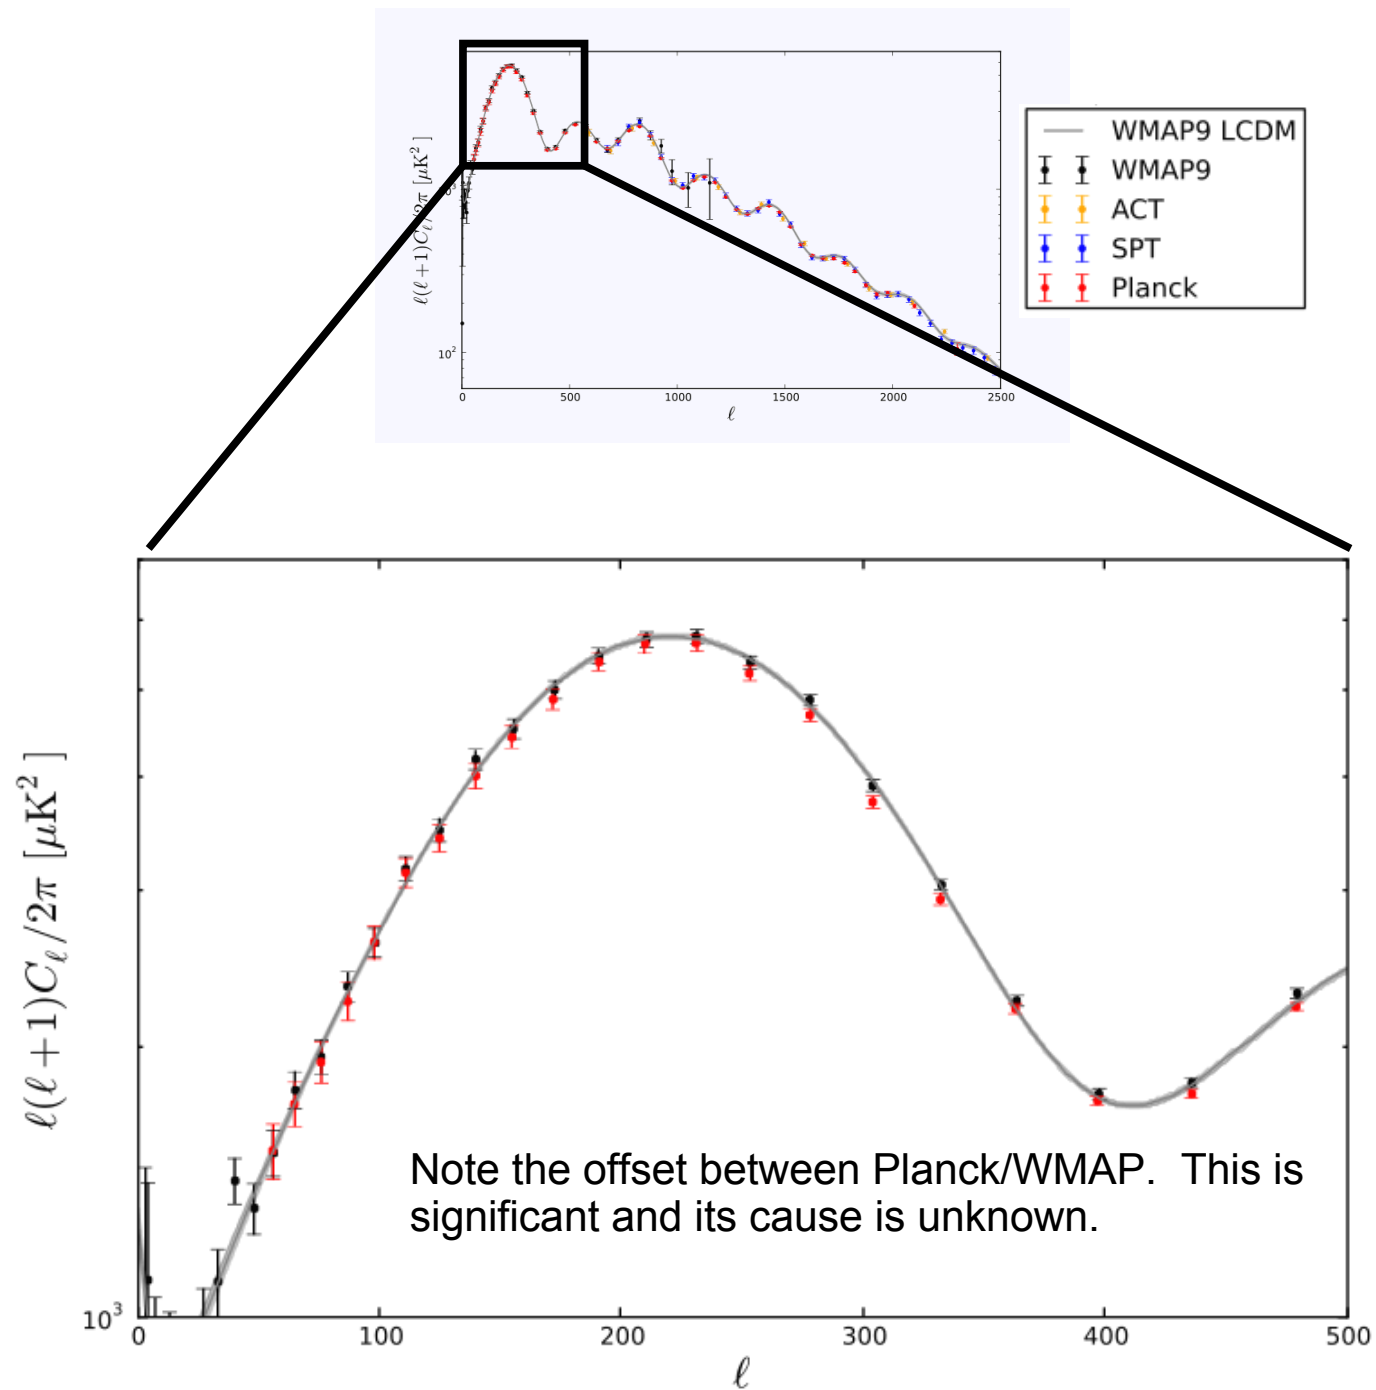 ℓ(ℓ+1)Cℓ/2π [μK²]
10²
0 500 1000 1500 2000 2500
ℓ
WMAP9 LCDM
WMAP9
ACT
SPT
Planck
ℓ(ℓ+1)Cℓ/2π [μK²]
Note the offset between Planck/WMAP. This is
significant and its cause is unknown.
10³
0 100 200 300 400 500
ℓ